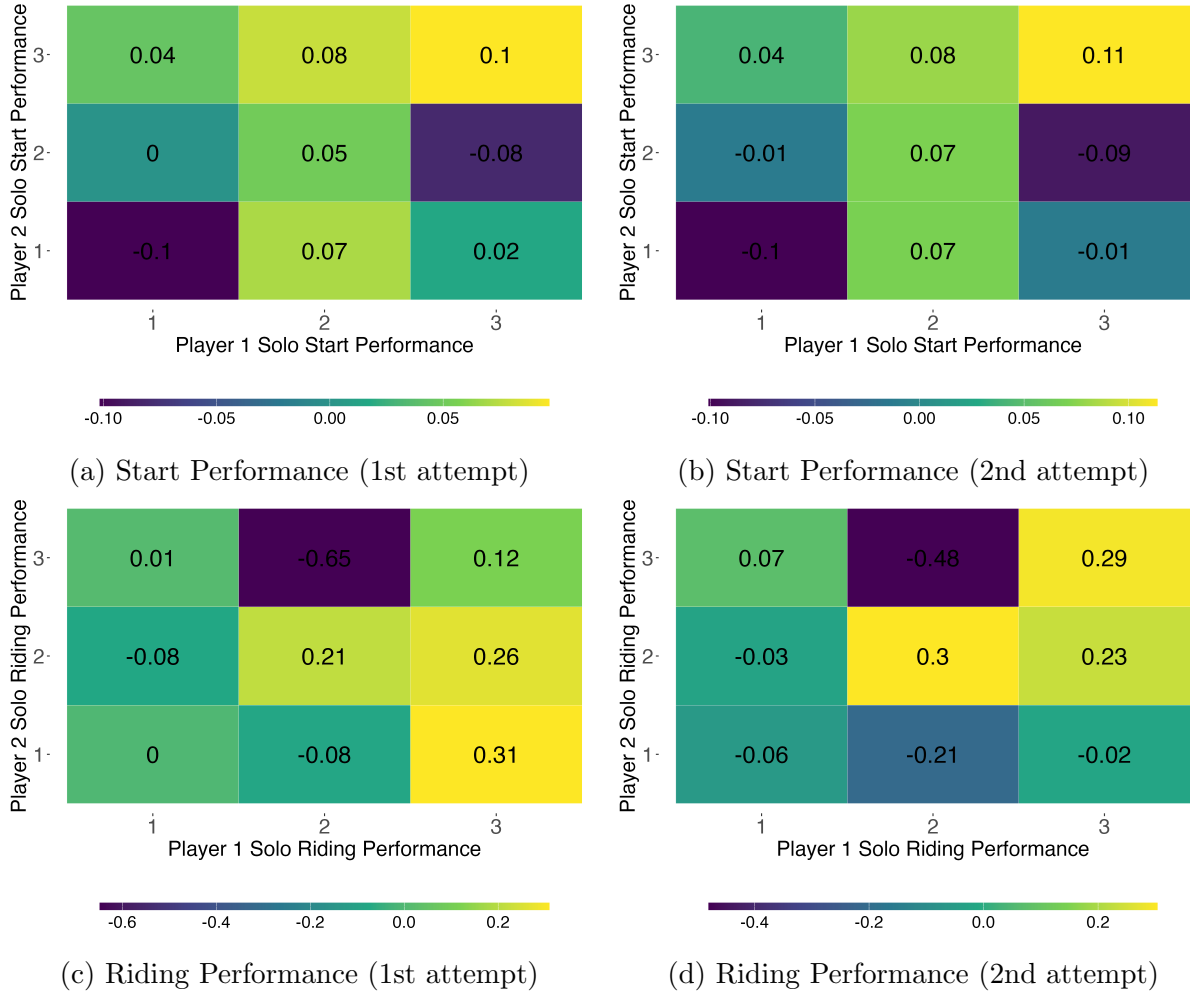 Player 2 Solo Start Performance
3
2
1
0.04 0.08 0.1
0 0.05 -0.08
-0.1 0.07 0.02
1 2 3
Player 1 Solo Start Performance
-0.10 -0.05 0.00 0.05
(a) Start Performance (1st attempt)
Player 2 Solo Start Performance
3
2
1
0.04 0.08 0.11
-0.01 0.07 -0.09
-0.1 0.07 -0.01
1 2 3
Player 1 Solo Start Performance
-0.10 -0.05 0.00 0.05 0.10
(b) Start Performance (2nd attempt)
Player 2 Solo Riding Performance
3
2
1
0.01 -0.65 0.12
-0.08 0.21 0.26
0 -0.08 0.31
1 2 3
Player 1 Solo Riding Performance
-0.6 -0.4 -0.2 0.0 0.2
(c) Riding Performance (1st attempt)
Player 2 Solo Riding Performance
3
2
1
0.07 -0.48 0.29
-0.03 0.3 0.23
-0.06 -0.21 -0.02
1 2 3
Player 1 Solo Riding Performance
-0.4 -0.2 0.0 0.2
(d) Riding Performance (2nd attempt)